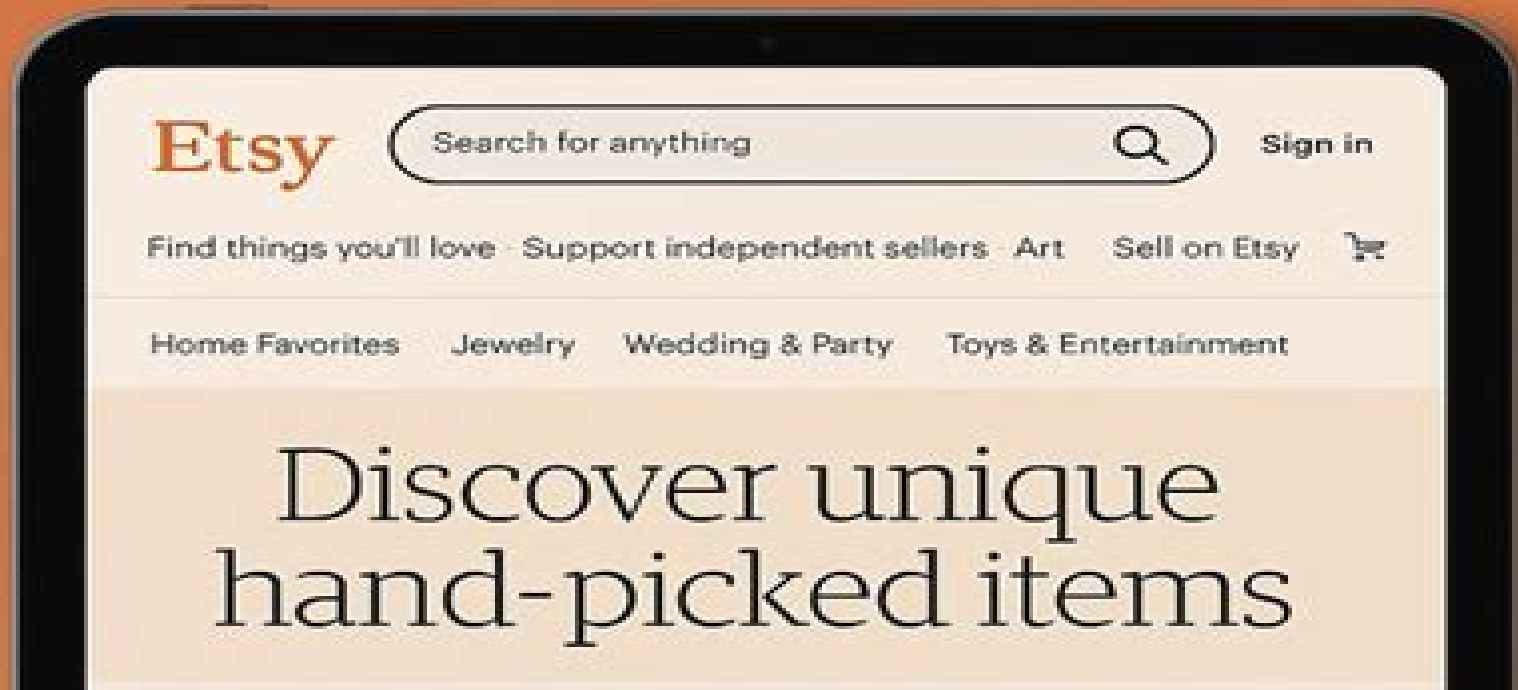 Etsy Search for anything Sign in
Find things you'll love · Support independent sellers · Art Sell on Etsy
Home Favorites Jewelry Wedding & Party Toys & Entertainment
Discover unique
hand-picked items